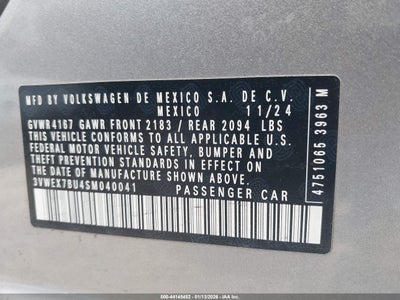 MFD BY VOLKSWAGEN DE MEXICO S.A. DE C.V.
MEXICO 11/24
GVWR4167 GAWR FRONT 2183 / REAR 2094 LBS
THIS VEHICLE CONFORMS TO ALL APPLICABLE U.S.
FEDERAL MOTOR VEHICLE SAFETY, BUMPER AND
THEFT PREVENTION STANDARDS IN EFFECT ON
THE DATE OF MANUFACTURE SHOWN ABOVE.
3VWEX7BU4SM040041 PASSENGER CAR
4751065 3963 M
500-44145452 - 01/13/2026 - IAA Inc.